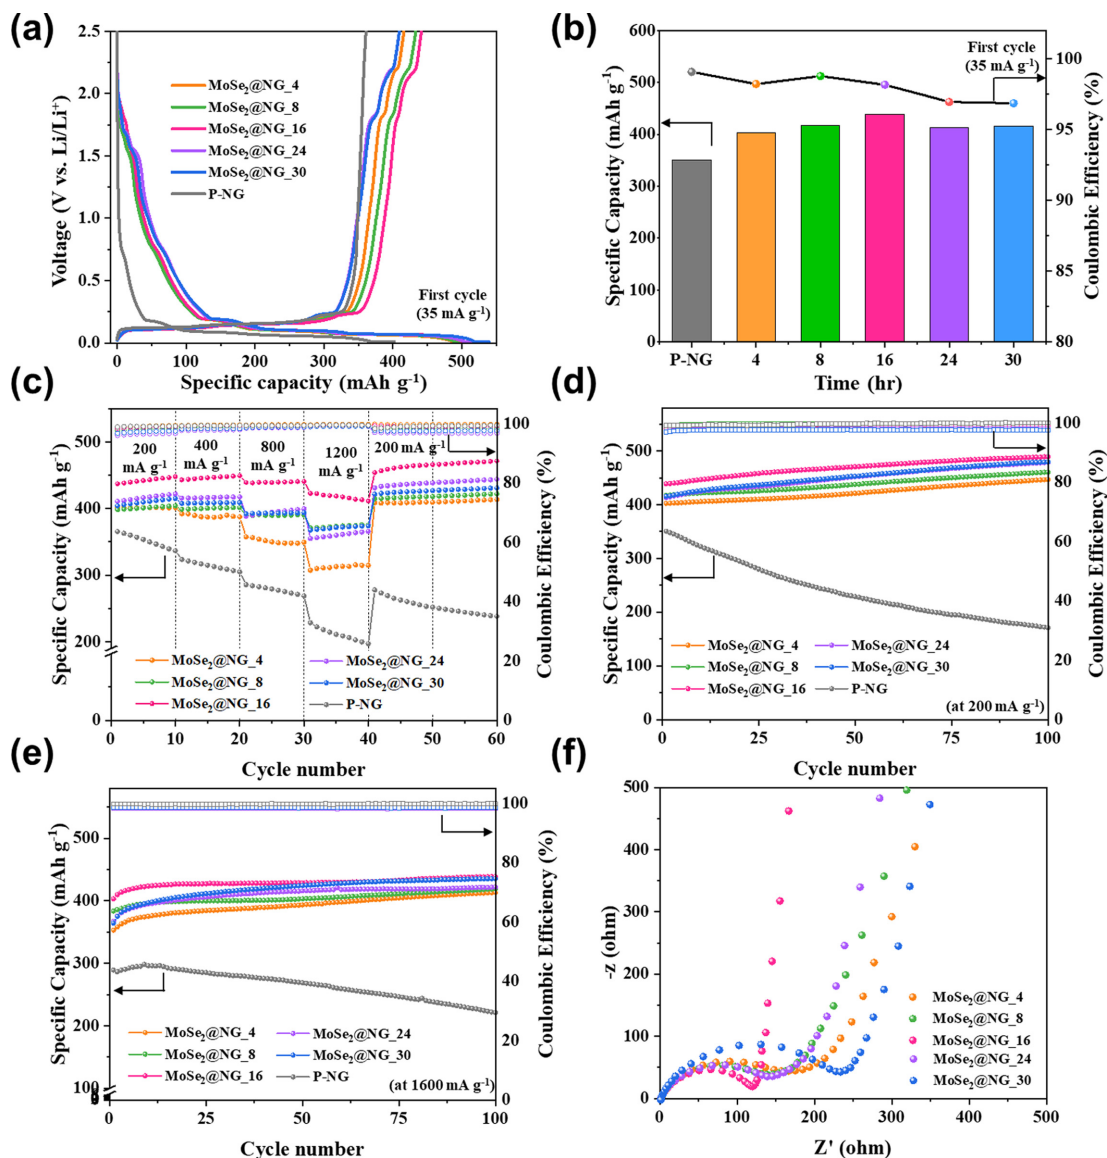 (a)
2.5
2.0
1.5
1.0
0.5
0.0
Voltage (V vs. Li/Li⁺)
MoSe₂@NG_4
MoSe₂@NG_8
MoSe₂@NG_16
MoSe₂@NG_24
MoSe₂@NG_30
P-NG
First cycle
(35 mA g⁻¹)
0 100 200 300 400 500
Specific capacity (mAh g⁻¹)
(b)
600
500
400
300
200
100
0
Specific Capacity (mAh g⁻¹)
First cycle
(35 mA g⁻¹)
100
95
90
85
80
Coulombic Efficiency (%)
P-NG 4 8 16 24 30
Time (hr)
(c)
500
400
300
200
0
Specific Capacity (mAh g⁻¹)
200
mA g⁻¹
400
mA g⁻¹
800
mA g⁻¹
1200
mA g⁻¹
200 mA g⁻¹
MoSe₂@NG_4
MoSe₂@NG_8
MoSe₂@NG_16
MoSe₂@NG_24
MoSe₂@NG_30
P-NG
100
80
60
40
20
0
Coulombic Efficiency (%)
0 10 20 30 40 50 60
Cycle number
(d)
550
500
450
400
350
300
250
200
150
100
50
0
Specific Capacity (mAh g⁻¹)
MoSe₂@NG_4
MoSe₂@NG_8
MoSe₂@NG_16
MoSe₂@NG_24
MoSe₂@NG_30
P-NG
(at 200 mA g⁻¹)
100
80
60
40
20
0
Coulombic Efficiency (%)
0 25 50 75 100
Cycle number
(e)
500
400
300
200
100
Specific Capacity (mAh g⁻¹)
MoSe₂@NG_4
MoSe₂@NG_8
MoSe₂@NG_16
MoSe₂@NG_24
MoSe₂@NG_30
P-NG
(at 1600 mA g⁻¹)
100
80
60
40
20
0
Coulombic Efficiency (%)
0 25 50 75 100
Cycle number
(f)
500
400
300
200
100
0
-z (ohm)
MoSe₂@NG_4
MoSe₂@NG_8
MoSe₂@NG_16
MoSe₂@NG_24
MoSe₂@NG_30
0 100 200 300 400 500
Z' (ohm)